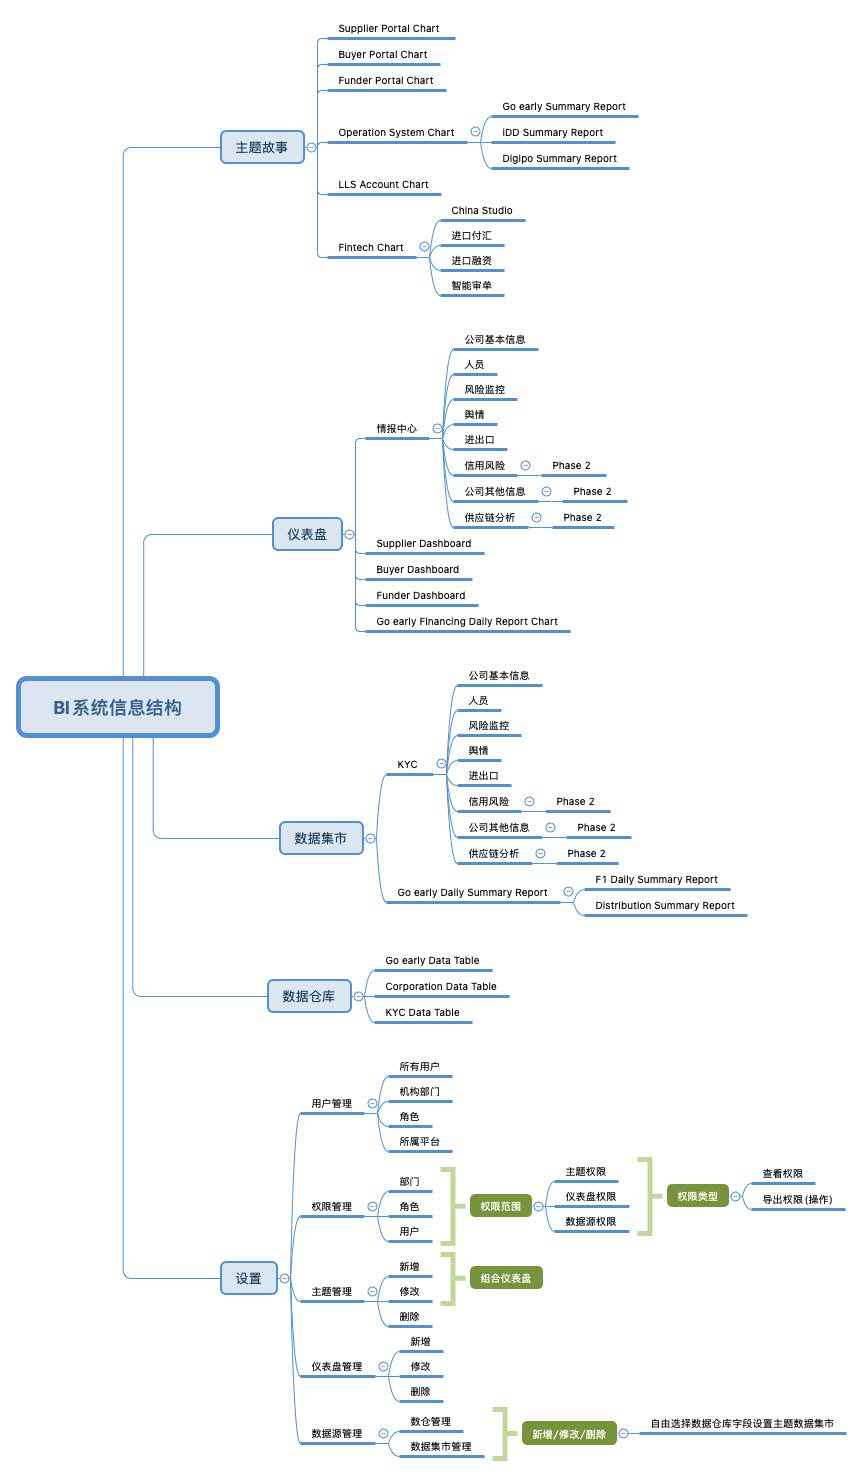 Supplier Portal Chart
Buyer Portal Chart
Funder Portal Chart
Go early Summary Report
主题故事
Operation System Chart
IDD Summary Report
Digipo Summary Report
LLS Account Chart
China Studio
Fintech Chart
进口付汇
进口融资
智能审单
公司基本信息
人员
风险监控
舆情
情报中心
进出口
信用风险
Phase 2
公司其他信息
Phase 2
供应链分析
Phase 2
仪表盘
Supplier Dashboard
Buyer Dashboard
Funder Dashboard
Go early Financing Daily Report Chart
BI系统信息结构
公司基本信息
人员
风险监控
舆情
KYC
进出口
信用风险
Phase 2
公司其他信息
Phase 2
数据集市
供应链分析
Phase 2
Go early Daily Summary Report
F1 Daily Summary Report
Distribution Summary Report
Go early Data Table
数据仓库
Corporation Data Table
KYC Data Table
所有用户
用户管理
机构部门
角色
所属平台
部门
权限管理
角色
用户
权限范围
主题权限
仪表盘权限
数据源权限
权限类型
查看权限
导出权限(操作)
设置
新增
主题管理
修改
删除
组合仪表盘
新增
仪表盘管理
修改
删除
数据源管理
数仓管理
数据集市管理
新增/修改/删除
自由选择数据仓库字段设置主题数据集市